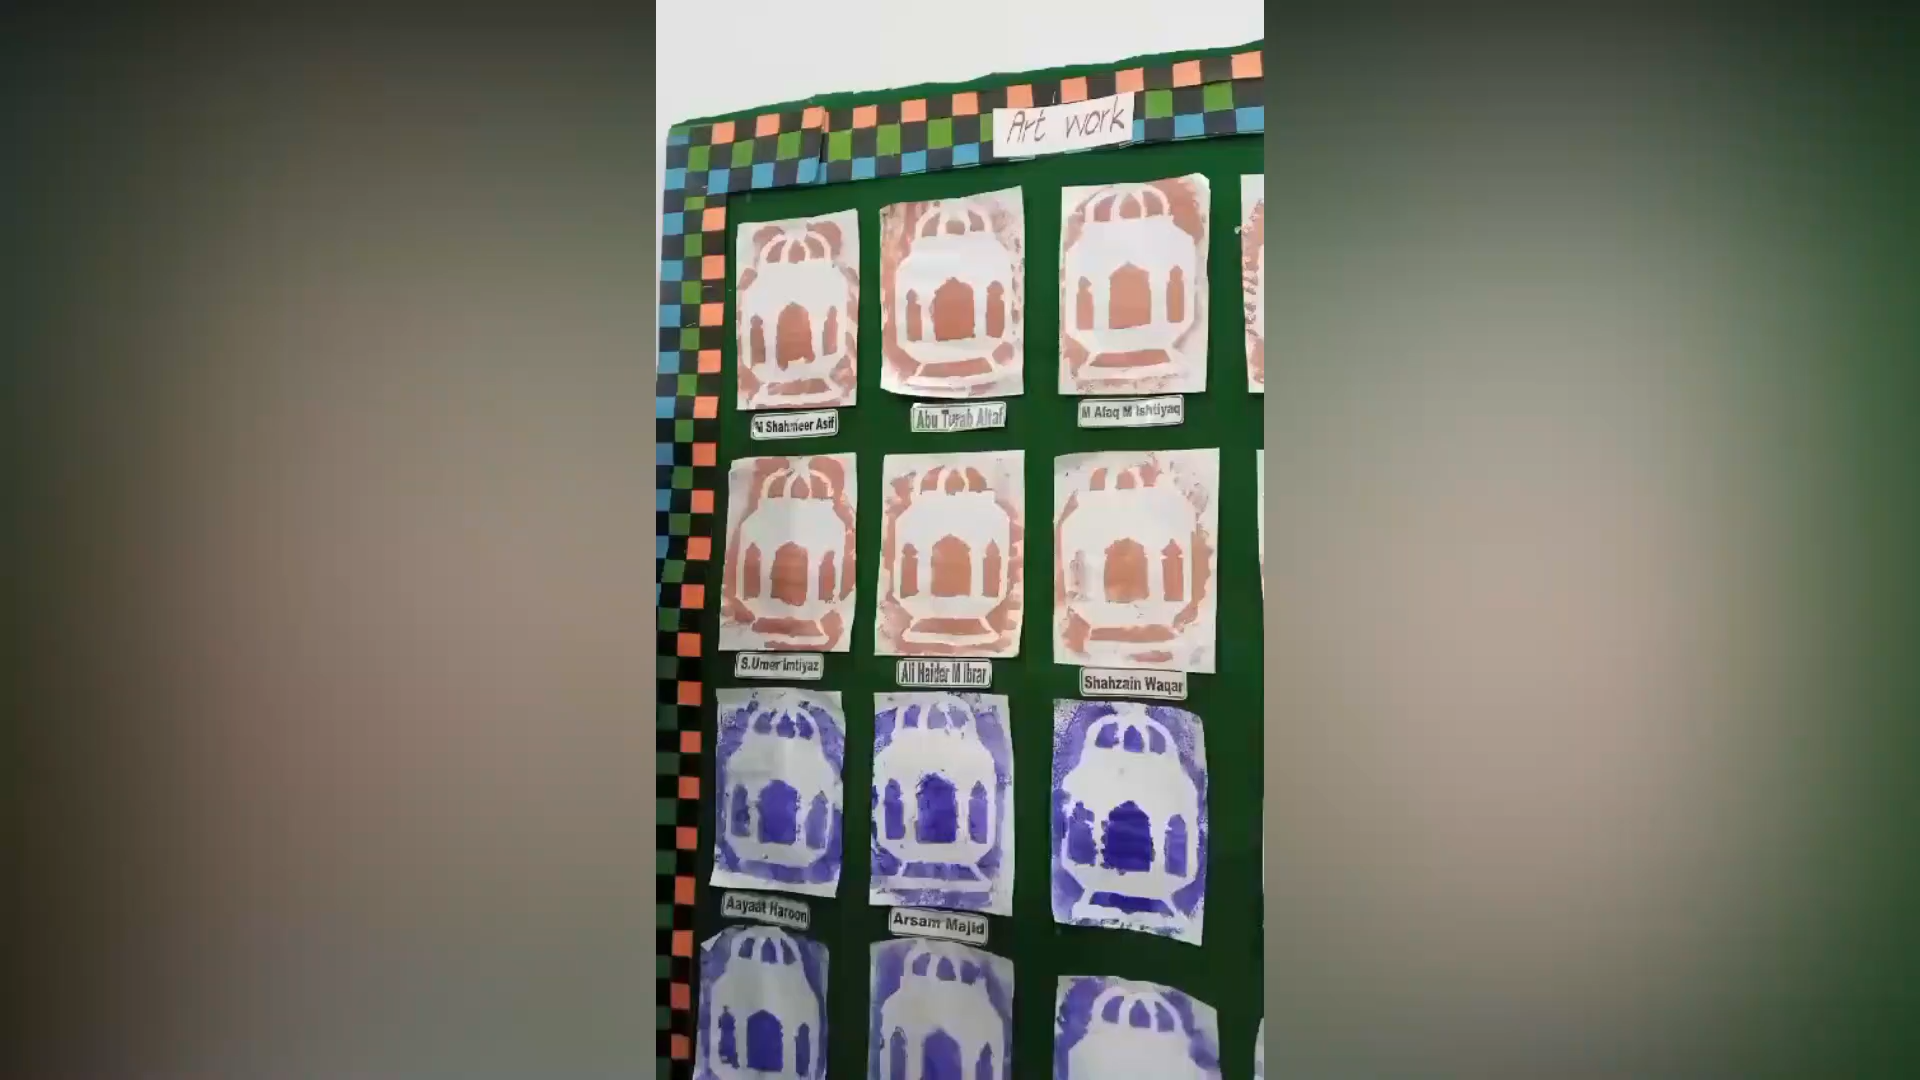 Art work
M Shahmeer Asif
Abu Turab Altaf
M Afaq M Ishtiyaq
S.Umer Imtiyaz
Ali Haider M Ibrar
Shahzain Waqar
Aayaat Haroon
Arsam Majid